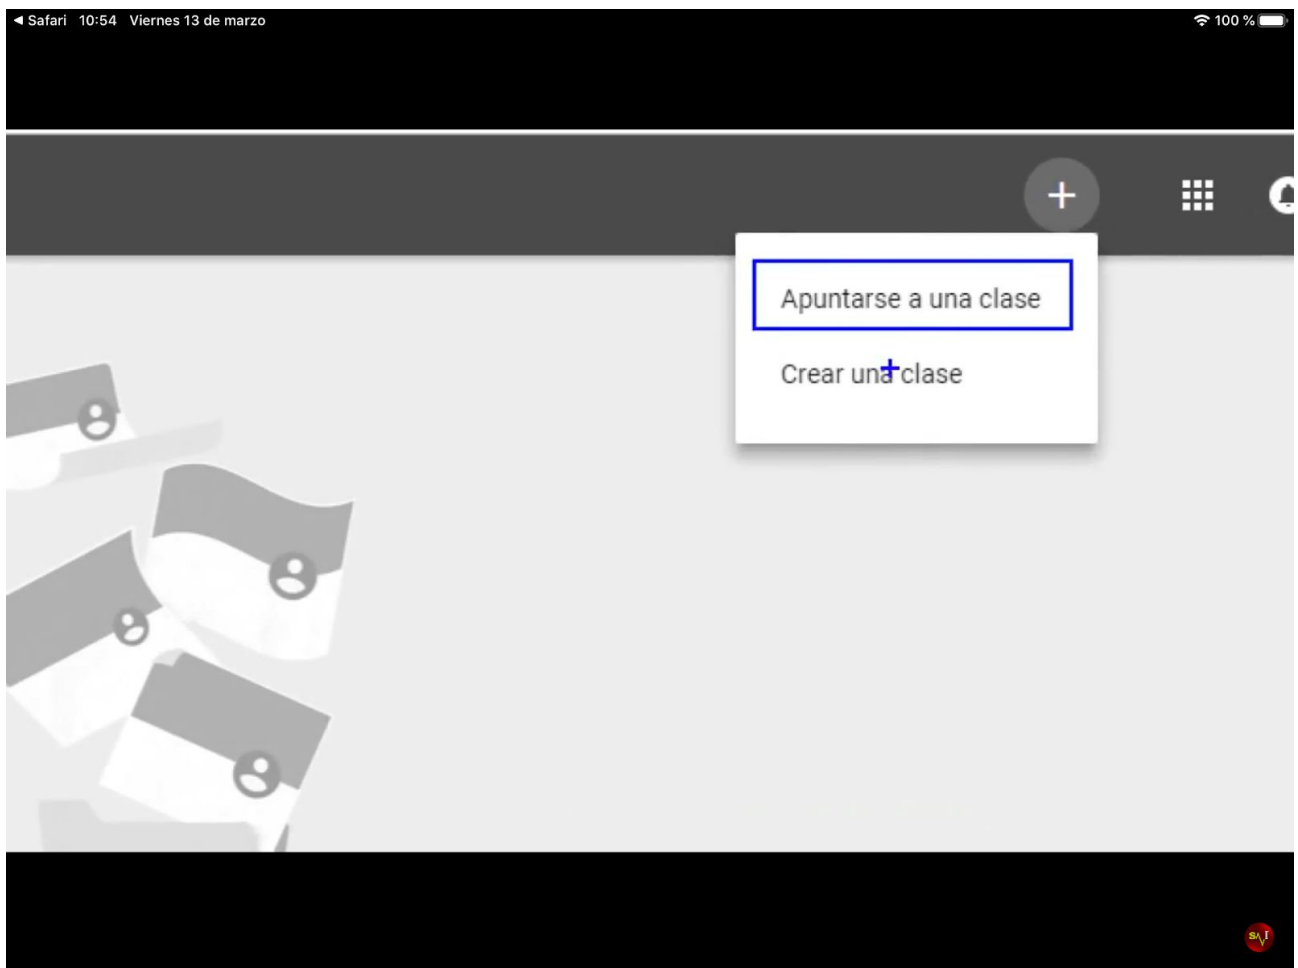 Safari 10:54 Viernes 13 de marzo 100 %
Apuntarse a una clase
Crear una clase